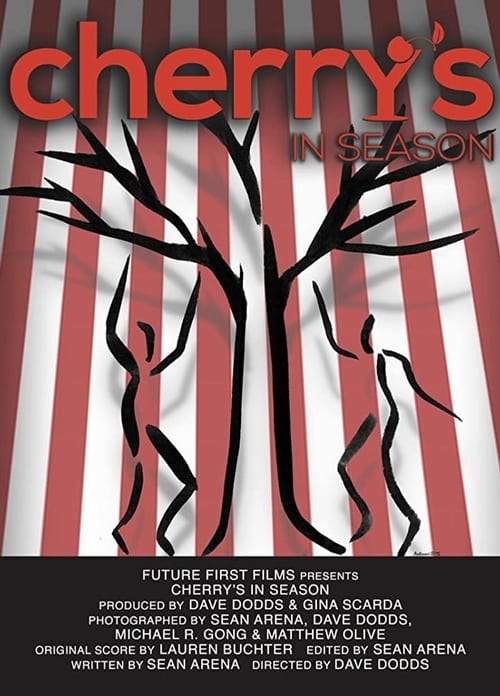 cherry's
IN SEASON
FUTURE FIRST FILMS PRESENTS
CHERRY'S IN SEASON
PRODUCED BY DAVE DODDS & GINA SCARDA
PHOTOGRAPHED BY SEAN ARENA, DAVE DODDS,
MICHAEL R. GONG & MATTHEW OLIVE
ORIGINAL SCORE BY LAUREN BUCHTER EDITED BY SEAN ARENA
WRITTEN BY SEAN ARENA DIRECTED BY DAVE DODDS